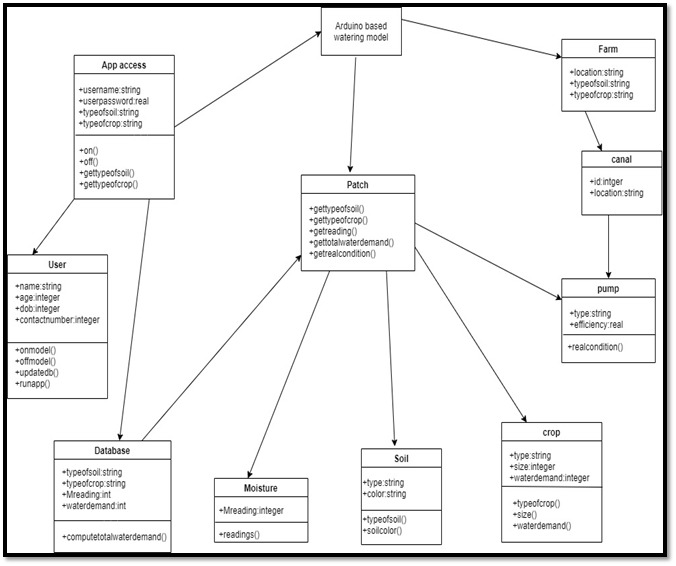 Arduino based
watering model
App access
+username:string
+userpassword:real
+typeofsoil:string
+typeofcrop:string
+on()
+off()
+gettypeofsoil()
+gettypeofcrop()
Farm
+location:string
+typeofsoil:string
+typeofcrop:string
canal
+id:intger
+location:string
Patch
+gettypeofsoil()
+gettypeofcrop()
+getreading()
+gettotalwaterdemand()
+getrealcondition()
User
+name:string
+age:integer
+dob:integer
+contactnumber:integer
+onmodel()
+offmodel()
+updatedb()
+runapp()
pump
+type:string
+efficiency:real
+realcondition()
Database
+typeofsoil:string
+typeofcrop:string
+Mreading:int
+waterdemand:int
+computetotalwaterdemand()
Moisture
+Mreading:integer
+readings()
Soil
+type:string
+color:string
+typeofsoil()
+soilcolor()
crop
+type:string
+size:integer
+waterdemand:integer
+typeofcrop()
+size()
+waterdemand()